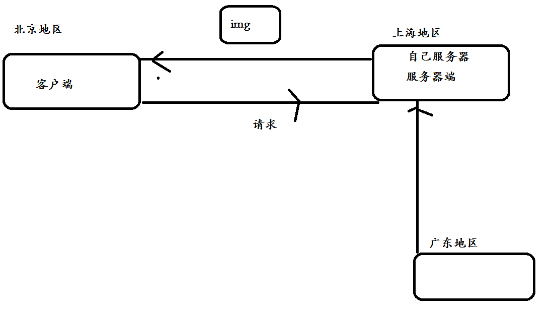 北京地区
客户端
img
请求
上海地区
自己服务器
服务器端
广东地区